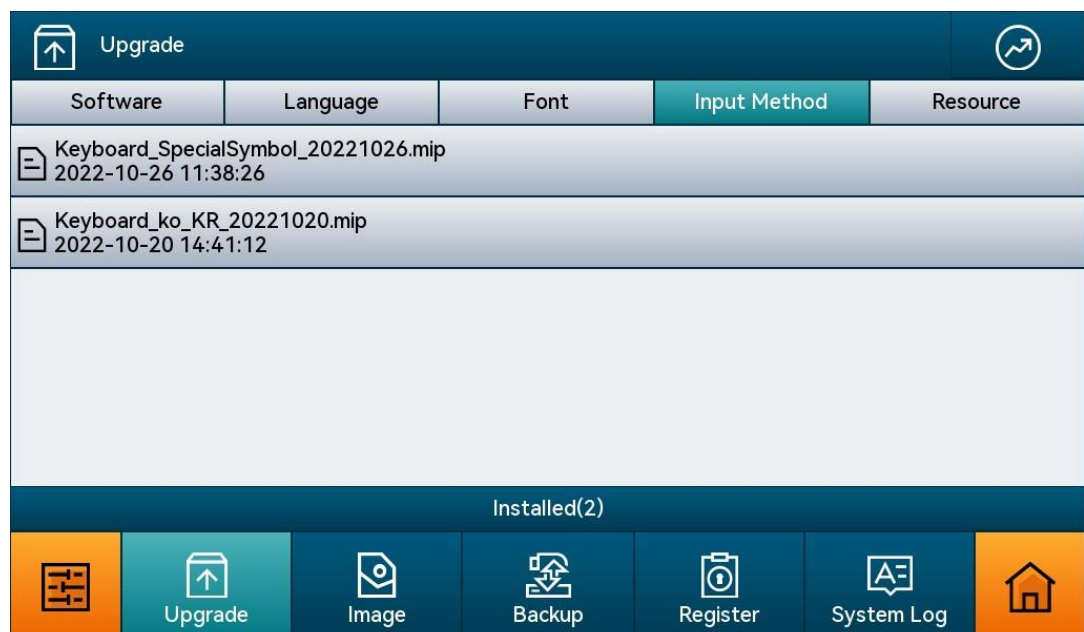 Upgrade
Software Language Font Input Method Resource
Keyboard_SpecialSymbol_20221026.mip
2022-10-26 11:38:26
Keyboard_ko_KR_20221020.mip
2022-10-20 14:41:12
Installed(2)
Upgrade Image Backup Register System Log